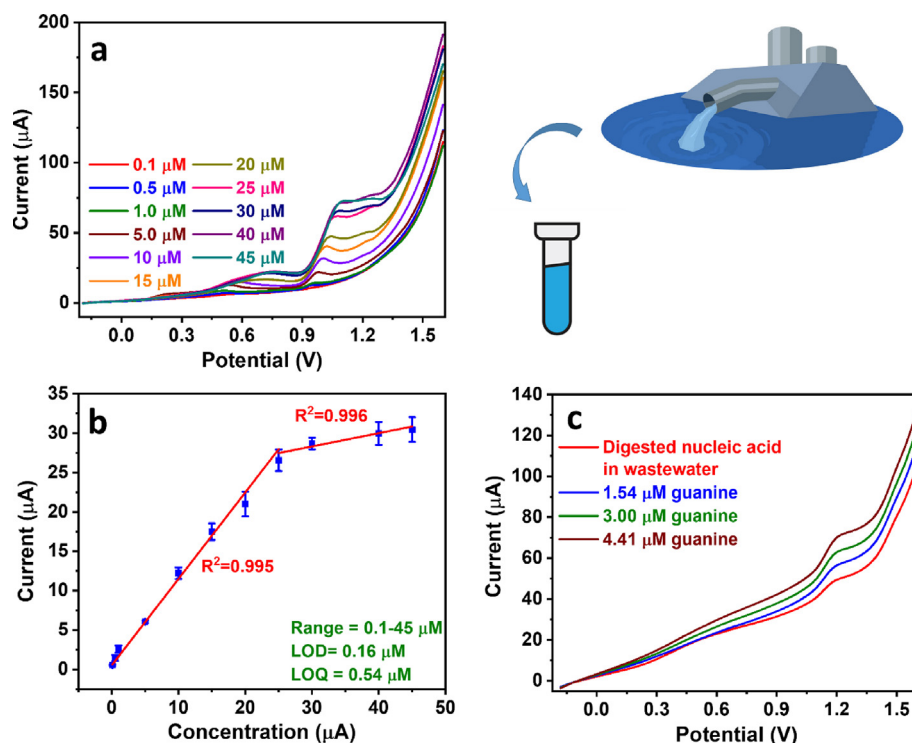 a
200
150
100
50
0
Current (μA)
0.1 μM
0.5 μM
1.0 μM
5.0 μM
10 μM
15 μM
20 μM
25 μM
30 μM
40 μM
45 μM
0.0 0.3 0.6 0.9 1.2 1.5
Potential (V)
b
35
30
25
20
15
10
5
0
Current (μA)
R²=0.996
R²=0.995
Range = 0.1-45 μM
LOD= 0.16 μM
LOQ = 0.54 μM
0 10 20 30 40 50
Concentration (μA)
c
140
120
100
80
60
40
20
0
Current (μA)
Digested nucleic acid
in wastewater
1.54 μM guanine
3.00 μM guanine
4.41 μM guanine
0.0 0.3 0.6 0.9 1.2 1.5
Potential (V)